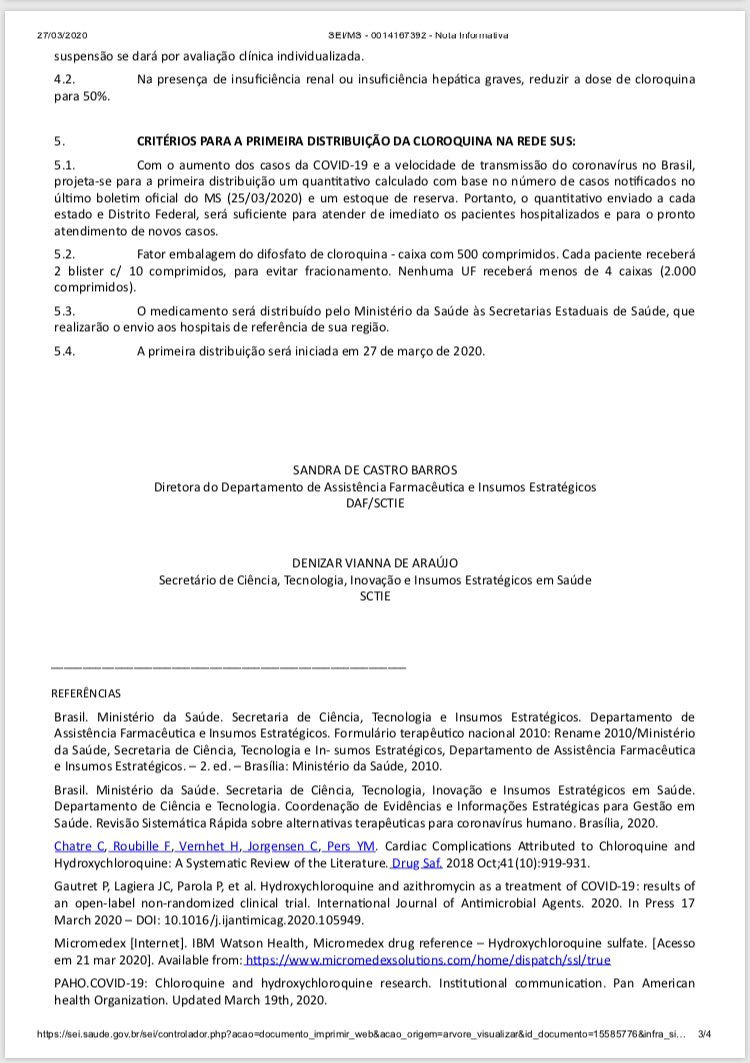 27/03/2020 SEI/MS - 0014167392 - Nota Informativa
suspensão se dará por avaliação clínica individualizada.
4.2. Na presença de insuficiência renal ou insuficiência hepática graves, reduzir a dose de cloroquina
para 50%.
5. CRITÉRIOS PARA A PRIMEIRA DISTRIBUIÇÃO DA CLOROQUINA NA REDE SUS:
5.1. Com o aumento dos casos da COVID-19 e a velocidade de transmissão do coronavírus no Brasil,
projeta-se para a primeira distribuição um quantitativo calculado com base no número de casos notificados no
último boletim oficial do MS (25/03/2020) e um estoque de reserva. Portanto, o quantitativo enviado a cada
estado e Distrito Federal, será suficiente para atender de imediato os pacientes hospitalizados e para o pronto
atendimento de novos casos.
5.2. Fator embalagem do difosfato de cloroquina - caixa com 500 comprimidos. Cada paciente receberá
2 blister c/ 10 comprimidos, para evitar fracionamento. Nenhuma UF receberá menos de 4 caixas (2.000
comprimidos).
5.3. O medicamento será distribuído pelo Ministério da Saúde às Secretarias Estaduais de Saúde, que
realizarão o envio aos hospitais de referência de sua região.
5.4. A primeira distribuição será iniciada em 27 de março de 2020.
SANDRA DE CASTRO BARROS
Diretora do Departamento de Assistência Farmacêutica e Insumos Estratégicos
DAF/SCTIE
DENIZAR VIANNA DE ARAÚJO
Secretário de Ciência, Tecnologia, Inovação e Insumos Estratégicos em Saúde
SCTIE
REFERÊNCIAS
Brasil. Ministério da Saúde. Secretaria de Ciência, Tecnologia e Insumos Estratégicos. Departamento de
Assistência Farmacêutica e Insumos Estratégicos. Formulário terapêutico nacional 2010: Rename 2010/Ministério
da Saúde, Secretaria de Ciência, Tecnologia e In- sumos Estratégicos, Departamento de Assistência Farmacêutica
e Insumos Estratégicos. – 2. ed. – Brasília: Ministério da Saúde, 2010.
Brasil. Ministério da Saúde. Secretaria de Ciência, Tecnologia, Inovação e Insumos Estratégicos em Saúde.
Departamento de Ciência e Tecnologia. Coordenação de Evidências e Informações Estratégicas para Gestão em
Saúde. Revisão Sistemática Rápida sobre alternativas terapêuticas para coronavírus humano. Brasília, 2020.
Chatre C, Roubille F, Vernhet H, Jorgensen C, Pers YM. Cardiac Complications Attributed to Chloroquine and
Hydroxychloroquine: A Systematic Review of the Literature. Drug Saf. 2018 Oct;41(10):919-931.
Gautret P, Lagiera JC, Parola P, et al. Hydroxychloroquine and azithromycin as a treatment of COVID-19: results of
an open-label non-randomized clinical trial. International Journal of Antimicrobial Agents. 2020. In Press 17
March 2020 – DOI: 10.1016/j.ijantimicag.2020.105949.
Micromedex [Internet]. IBM Watson Health, Micromedex drug reference – Hydroxychloroquine sulfate. [Acesso
em 21 mar 2020]. Available from: https://www.micromedexsolutions.com/home/dispatch/ssl/true
PAHO.COVID-19: Chloroquine and hydroxychloroquine research. Institutional communication. Pan American
health Organization. Updated March 19th, 2020.
https://sei.saude.gov.br/sei/controlador.php?acao=documento_imprimir_web&acao_origem=arvore_visualizar&id_documento=15585776&infra_si... 3/4